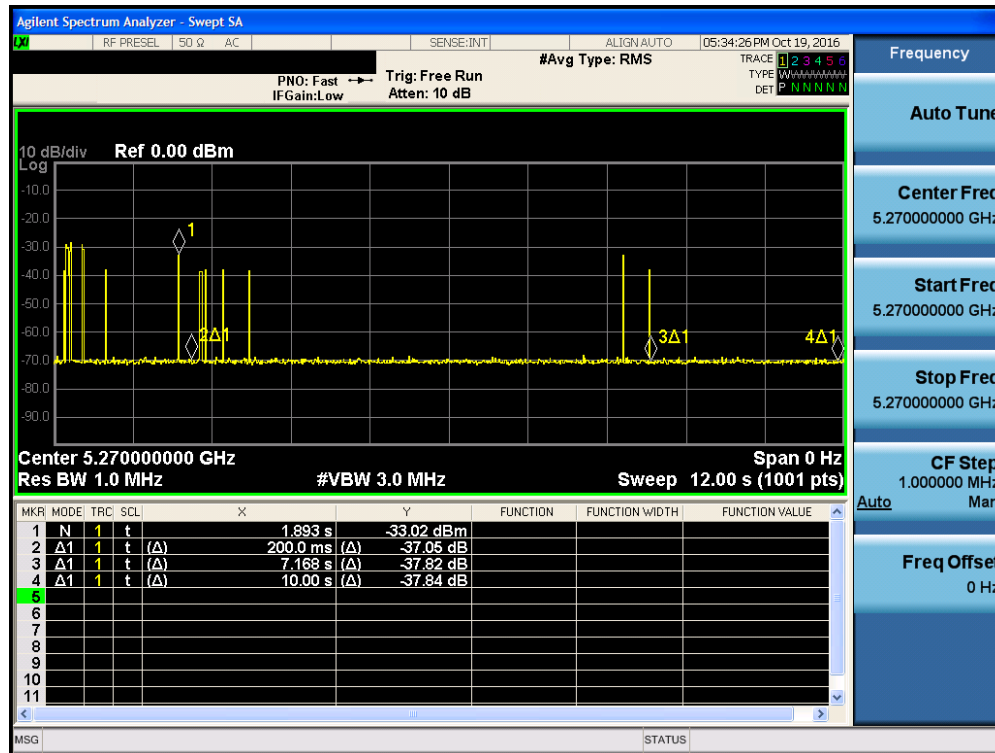 Agilent Spectrum Analyzer - Swept SA
LXI RF PRESEL 50 Ω AC SENSE:INT ALIGN AUTO 05:34:26 PM Oct 19, 2016
Frequency
#Avg Type: RMS
TRACE 1 2 3 4 5 6
PNO: Fast Trig: Free Run
TYPE
IFGain:Low Atten: 10 dB
DET P N N N N N
Auto Tune
10 dB/div Ref 0.00 dBm
Log
-10.0
-20.0
-30.0
-40.0
-50.0
-60.0
-70.0
-80.0
-90.0
1
2Δ1
3Δ1
4Δ1
Center Freq
5.270000000 GHz
Start Freq
5.270000000 GHz
Stop Freq
5.270000000 GHz
Center 5.270000000 GHz Span 0 Hz
Res BW 1.0 MHz #VBW 3.0 MHz Sweep 12.00 s (1001 pts)
CF Step
1.000000 MHz
Auto Man
Freq Offset
0 Hz
MKR MODE TRC SCL X Y FUNCTION FUNCTION WIDTH FUNCTION VALUE
1 N 1 t 1.893 s -33.02 dBm
2 Δ1 1 t (Δ) 200.0 ms (Δ) -37.05 dB
3 Δ1 1 t (Δ) 7.168 s (Δ) -37.82 dB
4 Δ1 1 t (Δ) 10.00 s (Δ) -37.84 dB
5
6
7
8
9
10
11
MSG STATUS